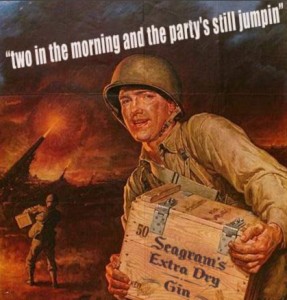 "two in the morning and the party's still jumpin"
50
Seagram's
Extra Dry
Gin